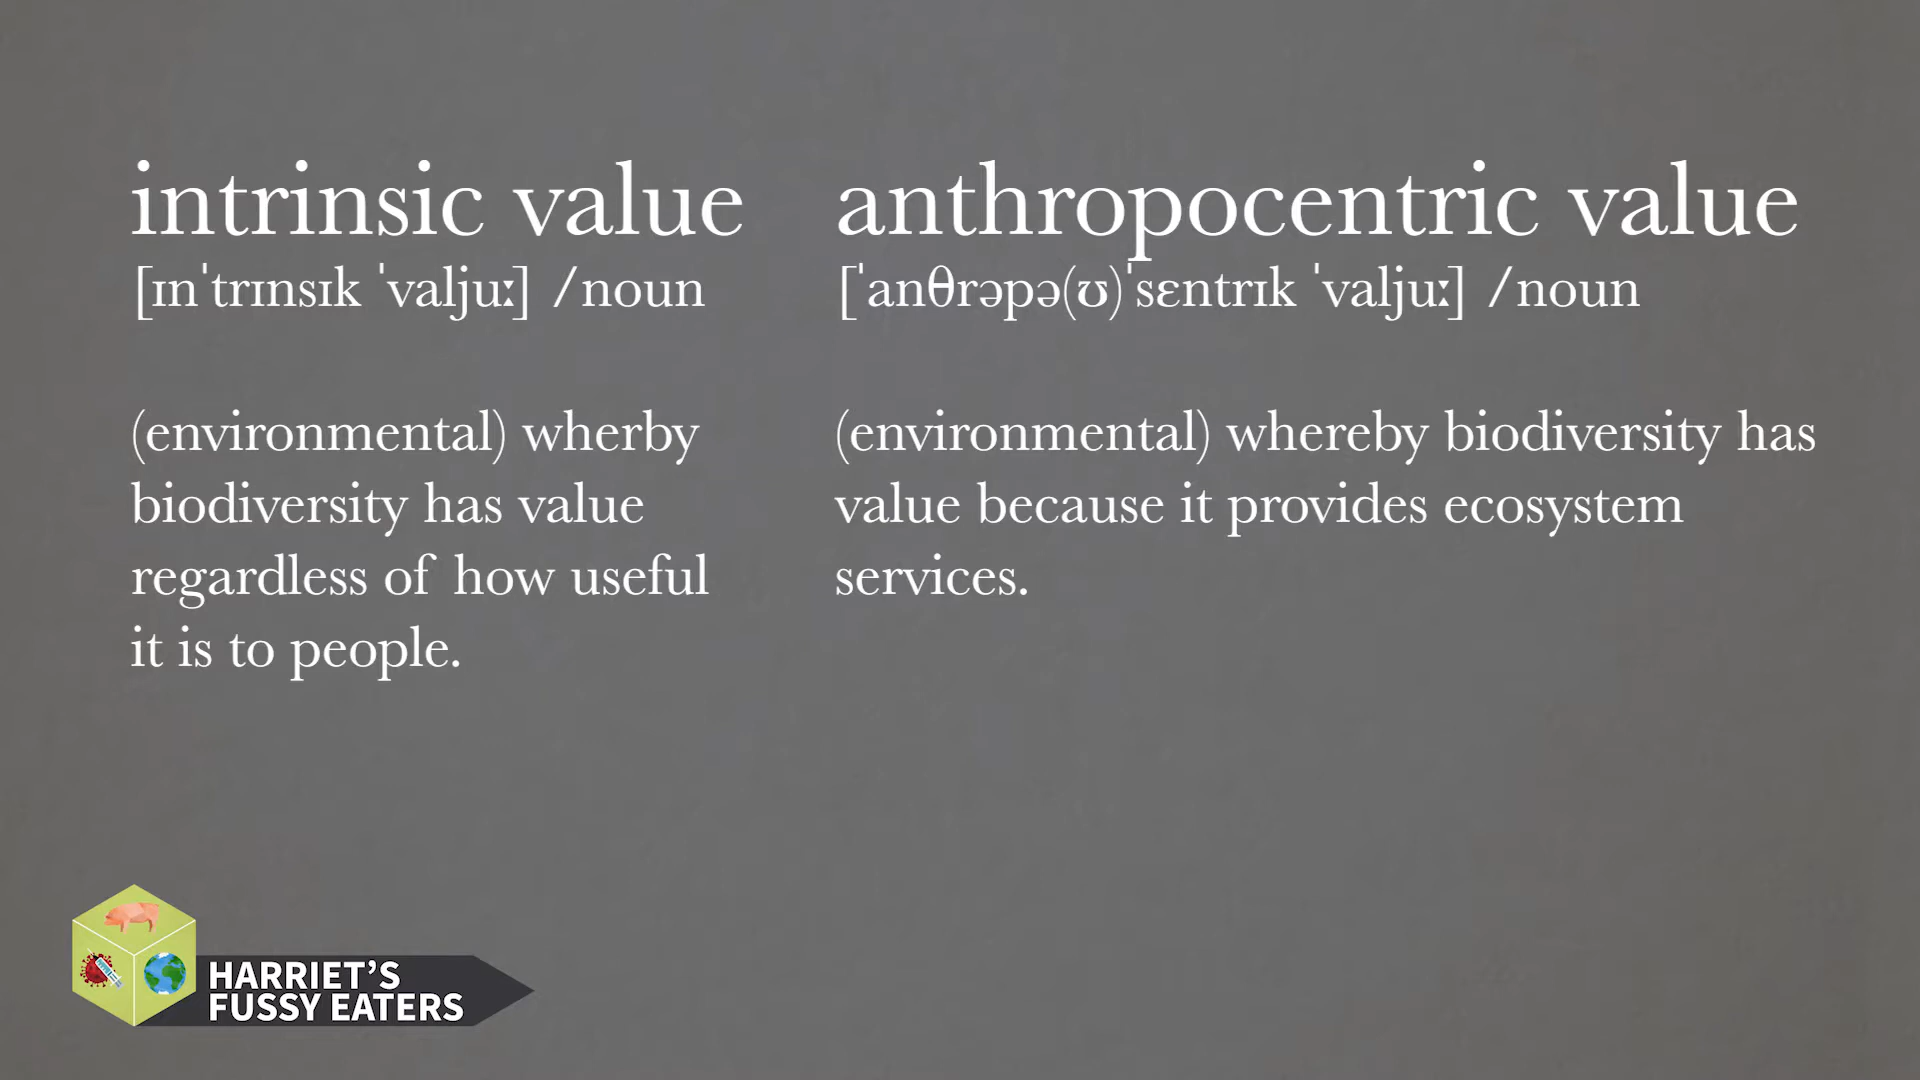 intrinsic value
[ɪnˈtrɪnsɪk ˈvaljuː] /noun
(environmental) wherby
biodiversity has value
regardless of how useful
it is to people.
anthropocentric value
[ˈanθrəpə(ʊ)ˈsɛntrɪk ˈvaljuː] /noun
(environmental) whereby biodiversity has
value because it provides ecosystem
services.
HARRIET'S
FUSSY EATERS